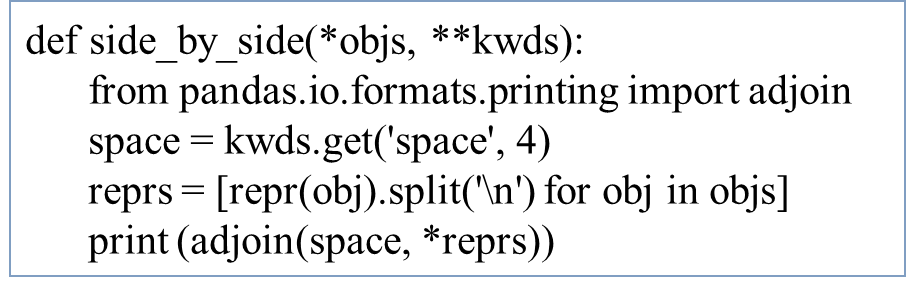 def side_by_side(*objs, **kwds):
from pandas.io.formats.printing import adjoin
space = kwds.get('space', 4)
reprs = [repr(obj).split('\n') for obj in objs]
print (adjoin(space, *reprs))